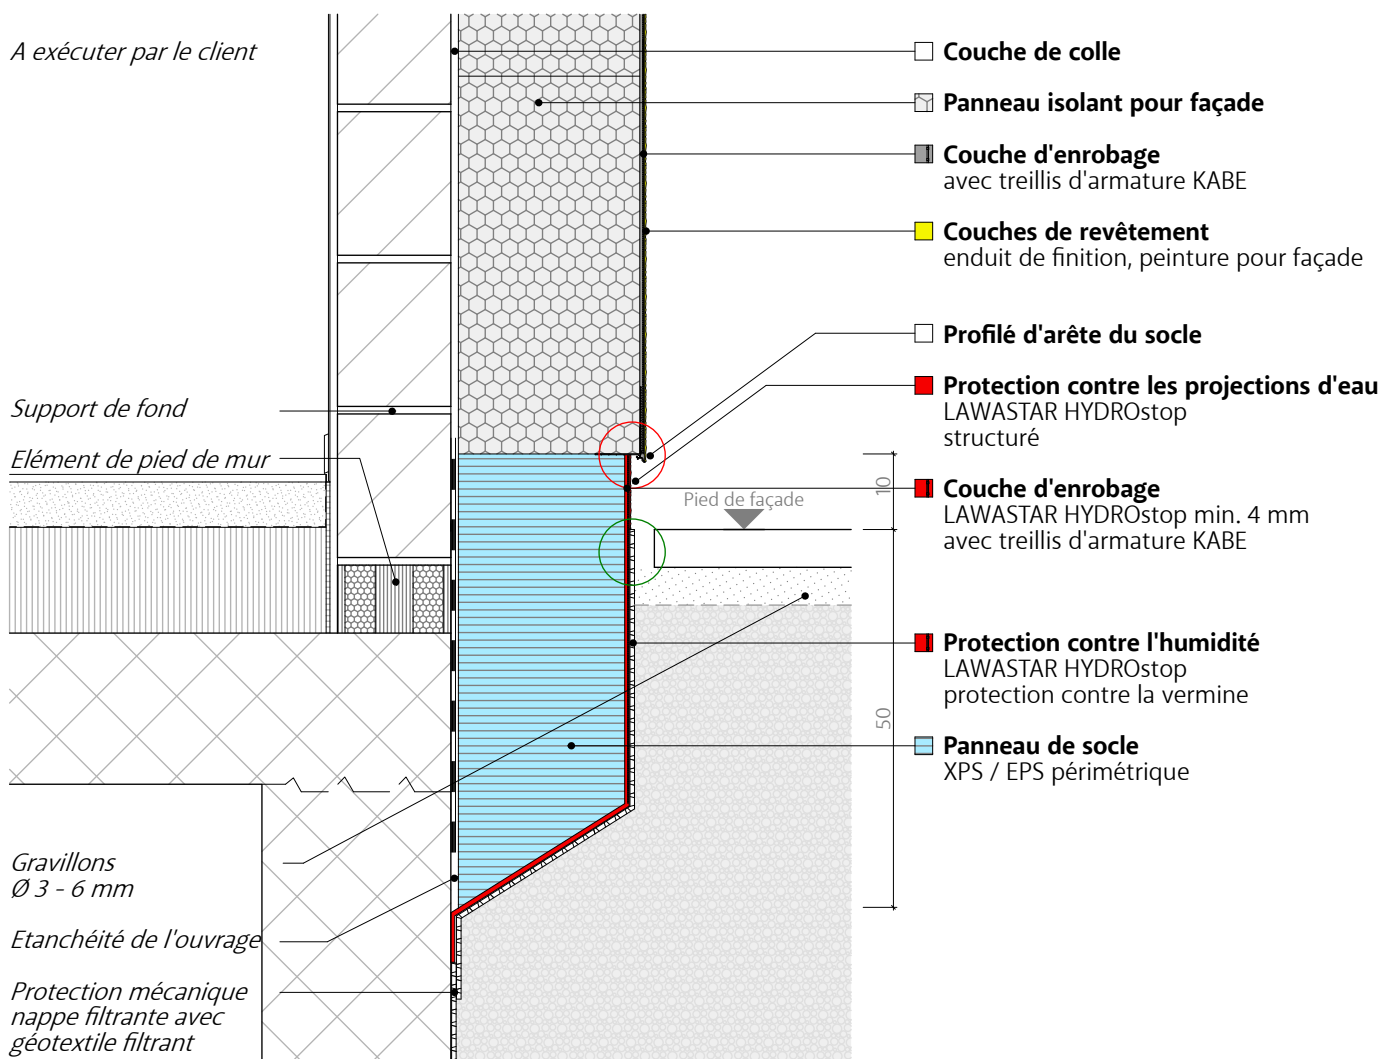 A exécuter par le client
Support de fond
Elément de pied de mur
Gravillons
Ø 3 - 6 mm
Etanchéité de l'ouvrage
Protection mécanique
nappe filtrante avec
géotextile filtrant
Pied de façade
10
50
Couche de colle
Panneau isolant pour façade
Couche d'enrobage
avec treillis d'armature KABE
Couches de revêtement
enduit de finition, peinture pour façade
Profilé d'arête du socle
Protection contre les projections d'eau
LAWASTAR HYDROstop
structuré
Couche d'enrobage
LAWASTAR HYDROstop min. 4 mm
avec treillis d'armature KABE
Protection contre l'humidité
LAWASTAR HYDROstop
protection contre la vermine
Panneau de socle
XPS / EPS périmétrique